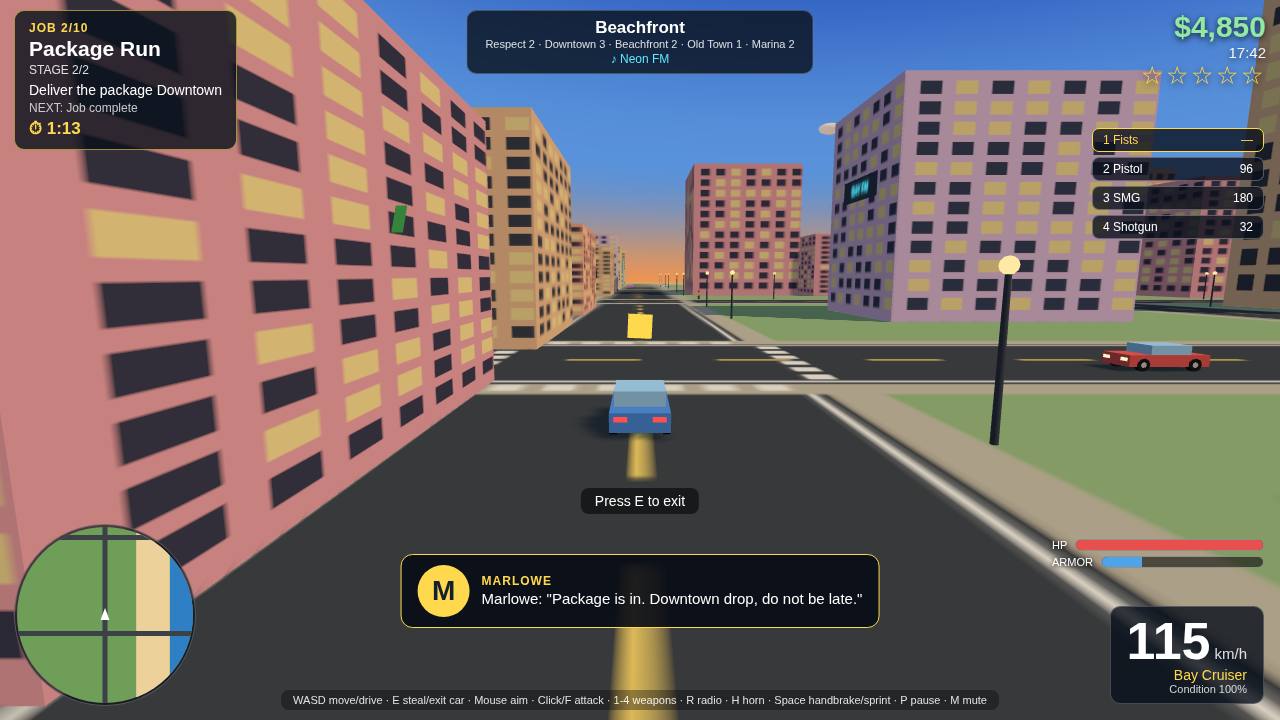 JOB 2/10
Package Run
STAGE 2/2
Deliver the package Downtown
NEXT: Job complete
⏱ 1:13
Beachfront
Respect 2 · Downtown 3 · Beachfront 2 · Old Town 1 · Marina 2
♪ Neon FM
$4,850
17:42
☆ ☆ ☆ ☆ ☆
1 Fists —
2 Pistol 96
3 SMG 180
4 Shotgun 32
Press E to exit
M
MARLOWE
Marlowe: "Package is in. Downtown drop, do not be late."
HP
ARMOR
115 km/h
Bay Cruiser
Condition 100%
WASD move/drive · E steal/exit car · Mouse aim · Click/F attack · 1-4 weapons · R radio · H horn · Space handbrake/sprint · P pause · M mute